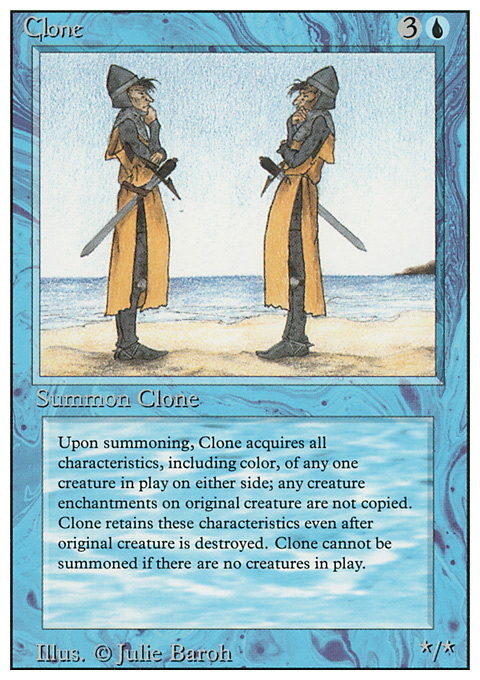 Clone 3
Summon Clone
Upon summoning, Clone acquires all
characteristics, including color, of any one
creature in play on either side; any creature
enchantments on original creature are not copied.
Clone retains these characteristics even after
original creature is destroyed. Clone cannot be
summoned if there are no creatures in play.
Illus. © Julie Baroh */*